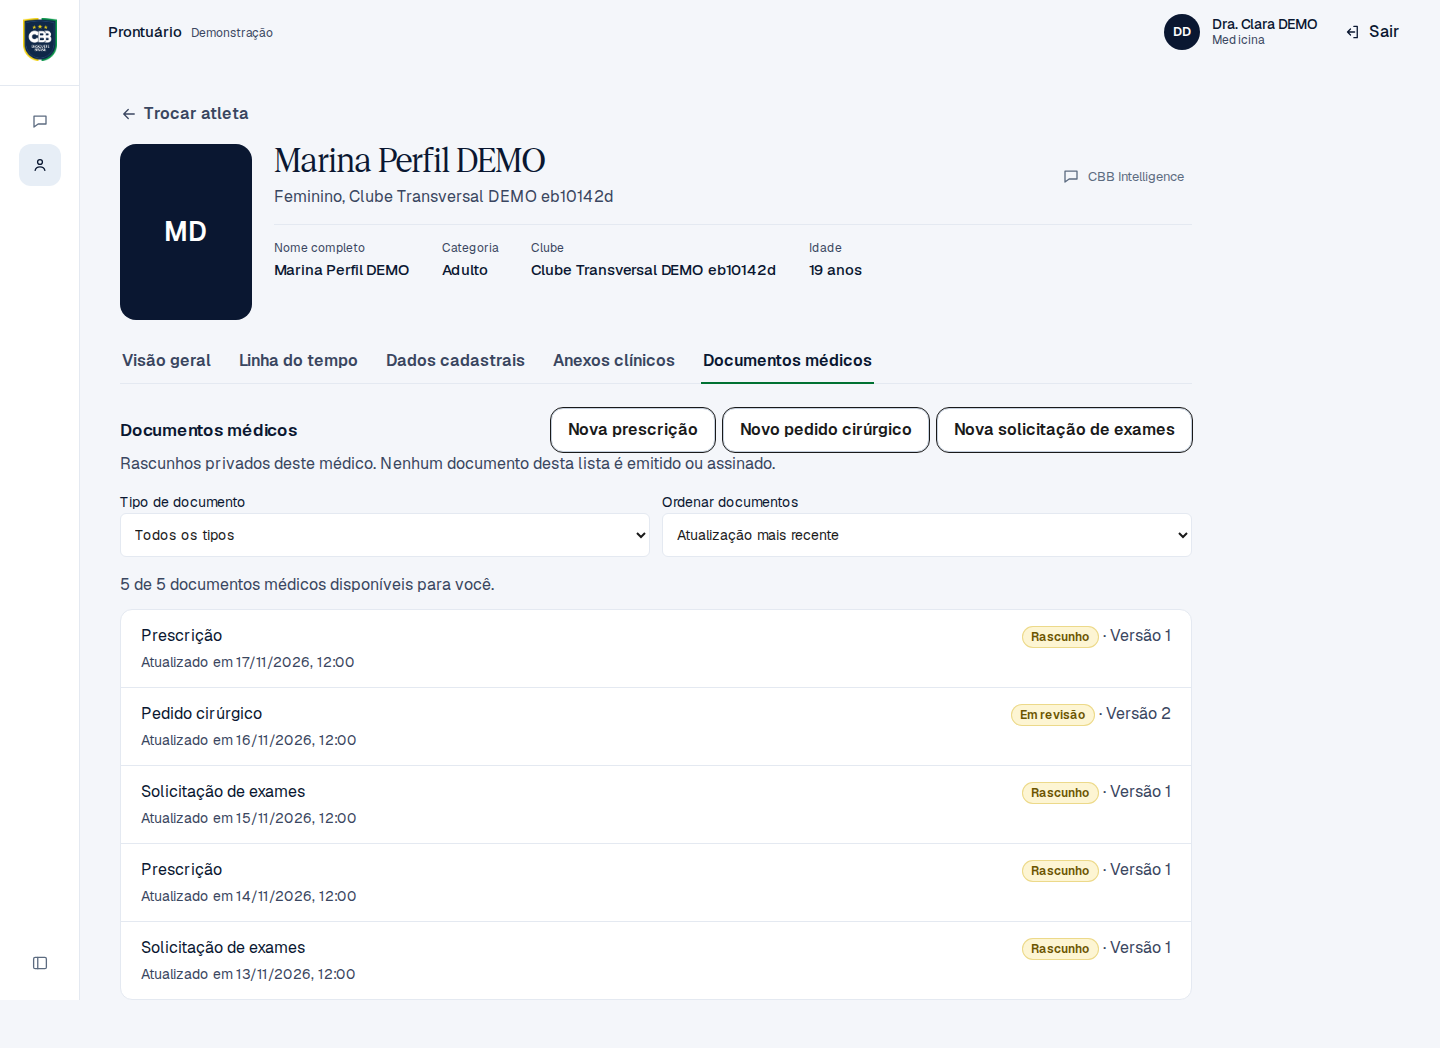 CBB
Prontuário Demonstração
DD
Dra. Clara DEMO
Medicina
Sair
Trocar atleta
MD
Marina Perfil DEMO
Feminino, Clube Transversal DEMO eb10142d
CBB Intelligence
Nome completo Categoria Clube Idade
Marina Perfil DEMO Adulto Clube Transversal DEMO eb10142d 19 anos
Visão geral Linha do tempo Dados cadastrais Anexos clínicos Documentos médicos
Documentos médicos Nova prescrição Novo pedido cirúrgico Nova solicitação de exames
Rascunhos privados deste médico. Nenhum documento desta lista é emitido ou assinado.
Tipo de documento Ordenar documentos
Todos os tipos Atualização mais recente
5 de 5 documentos médicos disponíveis para você.
Prescrição Rascunho · Versão 1
Atualizado em 17/11/2026, 12:00
Pedido cirúrgico Em revisão · Versão 2
Atualizado em 16/11/2026, 12:00
Solicitação de exames Rascunho · Versão 1
Atualizado em 15/11/2026, 12:00
Prescrição Rascunho · Versão 1
Atualizado em 14/11/2026, 12:00
Solicitação de exames Rascunho · Versão 1
Atualizado em 13/11/2026, 12:00